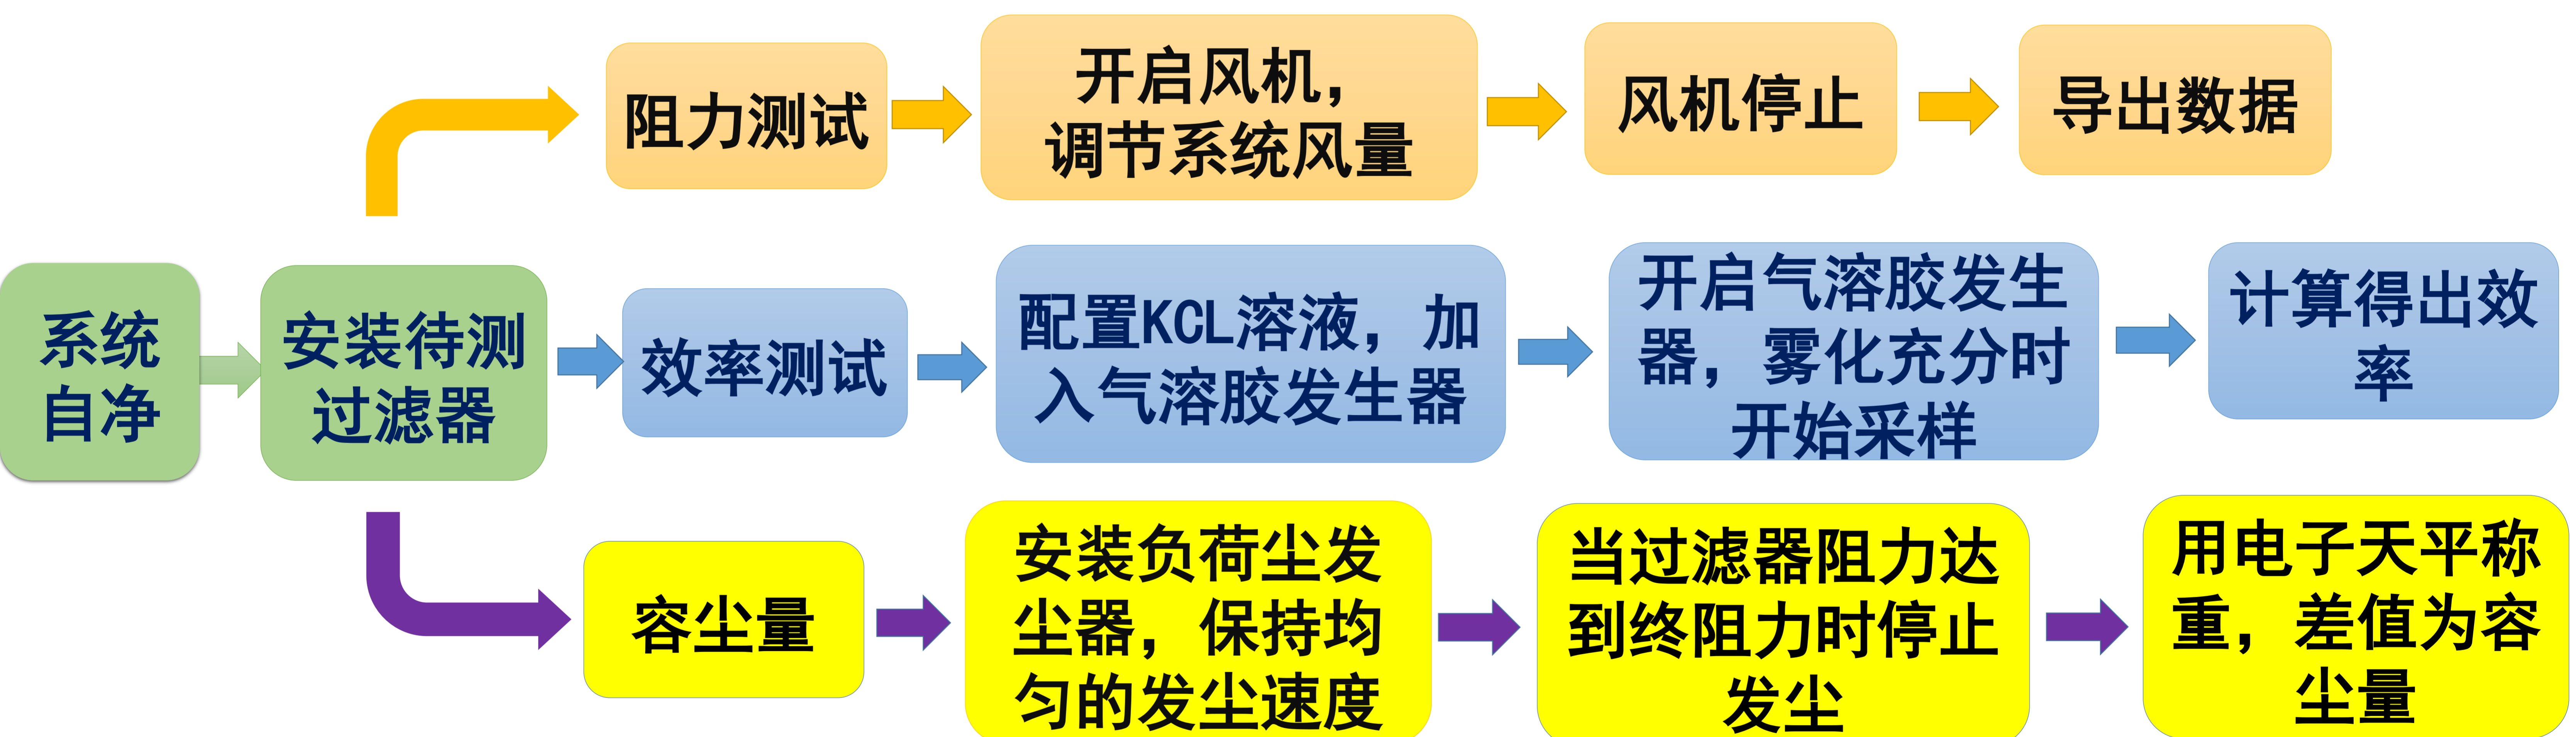 阻力测试
开启风机，
调节系统风量
风机停止
导出数据
系统
自净
安装待测
过滤器
效率测试
配置KCL溶液，加
入气溶胶发生器
开启气溶胶发生
器，雾化充分时
开始采样
计算得出效
率
容尘量
安装负荷尘发
尘器，保持均
匀的发尘速度
当过滤器阻力达
到终阻力时停止
发尘
用电子天平称
重，差值为容
尘量